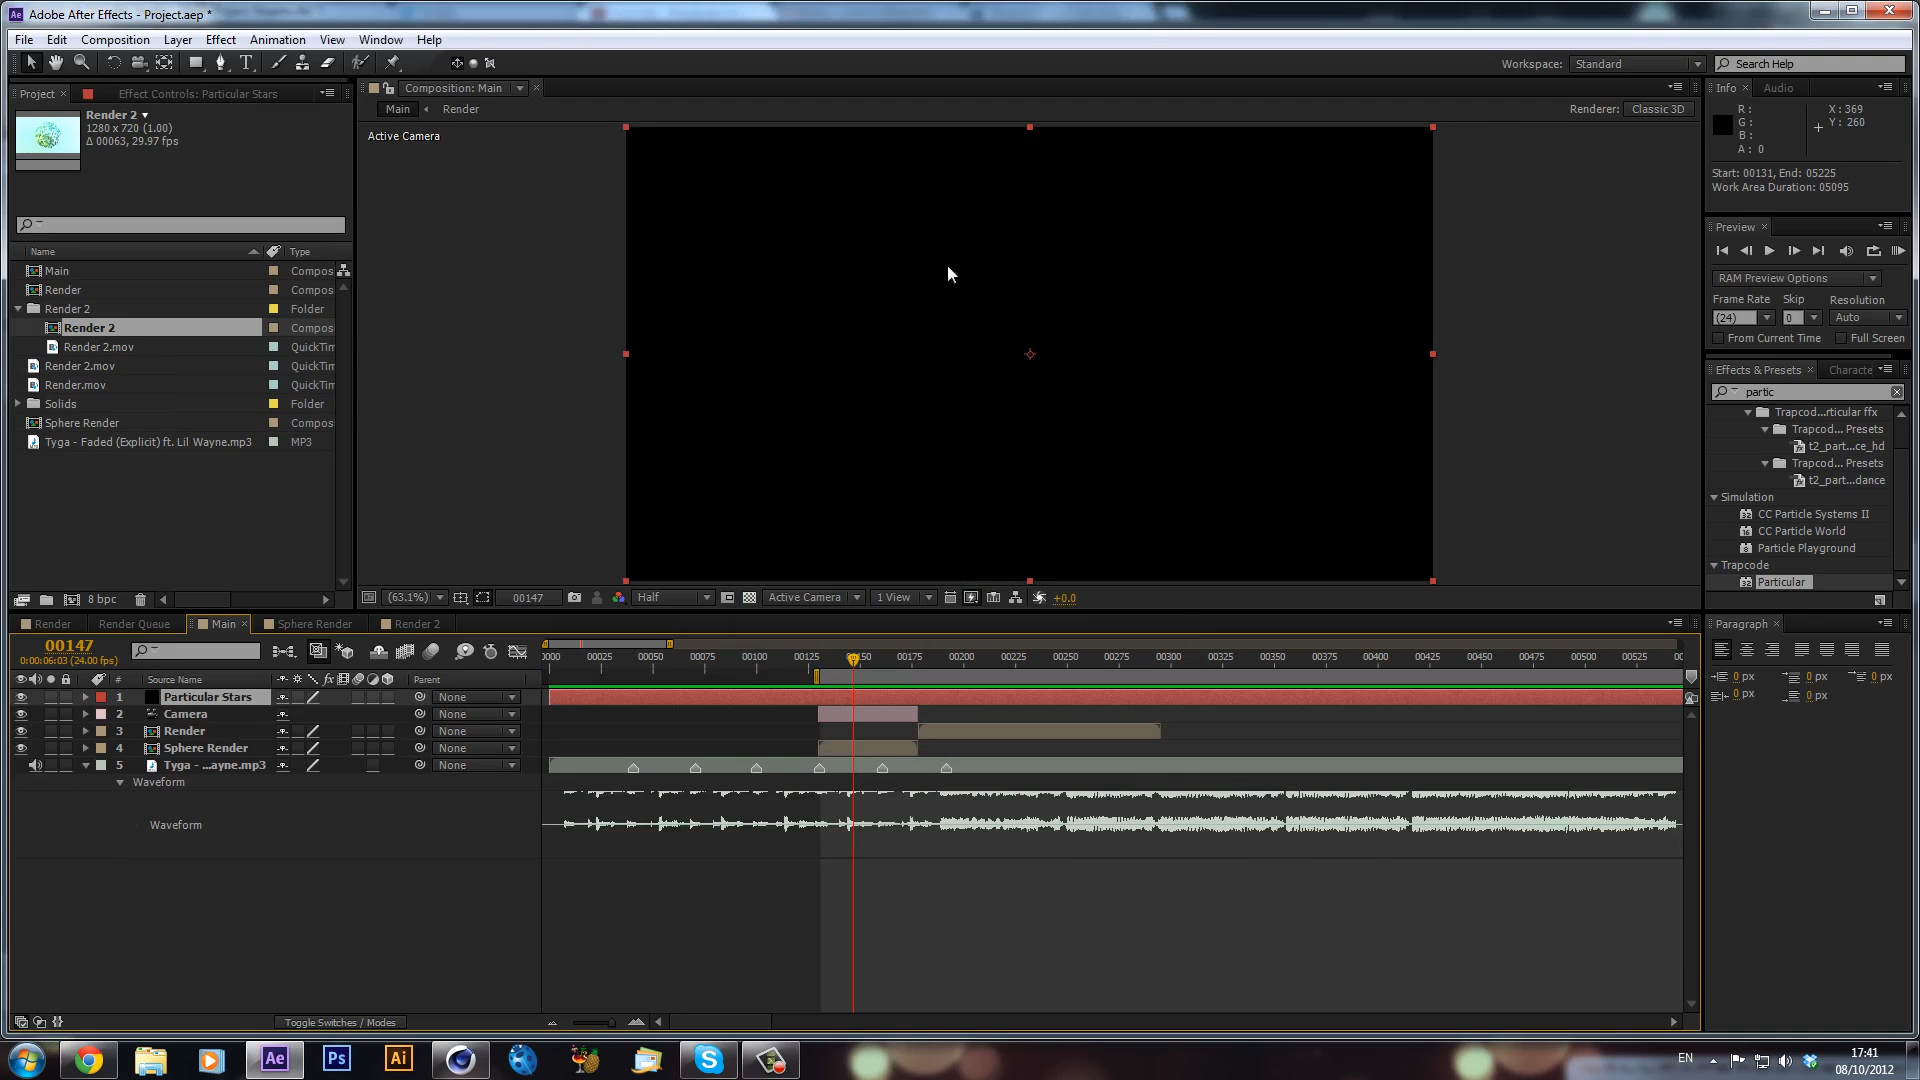 Adobe After Effects - Project.aep *
File Edit Composition Layer Effect Animation View Window Help
Workspace: Standard Search Help
Project Effect Controls: Particular Stars
Render 2
1280 x 720 (1.00)
Δ 00063, 29.97 fps
Name Type
Main Compos
Render Compos
Render 2 Folder
Render 2 Compos
Render 2.mov QuickTim
Render 2.mov QuickTim
Render.mov QuickTim
Solids Folder
Sphere Render Compos
Tyga - Faded (Explicit) ft. Lil Wayne.mp3 MP3
8 bpc
Composition: Main
Main Render
Renderer: Classic 3D
Active Camera
(63.1%) 00147 Half Active Camera 1 View +0.0
Info Audio
R: X: 369
G: Y: 260
B:
A: 0
Start: 00131, End: 05225
Work Area Duration: 05095
Preview
RAM Preview Options
Frame Rate Skip Resolution
(24) 0 Auto
From Current Time Full Screen
Effects & Presets Characte
partic
Trapcod...rticular ffx
Trapcod... Presets
t2_part...ce_hd
Trapcod... Presets
t2_part...dance
Simulation
CC Particle Systems II
CC Particle World
Particle Playground
Trapcode
Particular
Paragraph
0 px 0 px 0 px
0 px 0 px
Render Render Queue Main Sphere Render Render 2
00147
0:00:06:03 (24.00 fps)
0000 00025 00050 00075 00100 00125 00150 00175 00200 00225 00250 00275 00300 00325 00350 00375 00400 00425 00450 00475 00500 00525 00
# Source Name fx Parent
1 Particular Stars None
2 Camera None
3 Render None
4 Sphere Render None
5 Tyga - ...ayne.mp3 None
Waveform
Waveform
Toggle Switches / Modes
Ae Ps Ai
EN
17:41
08/10/2012